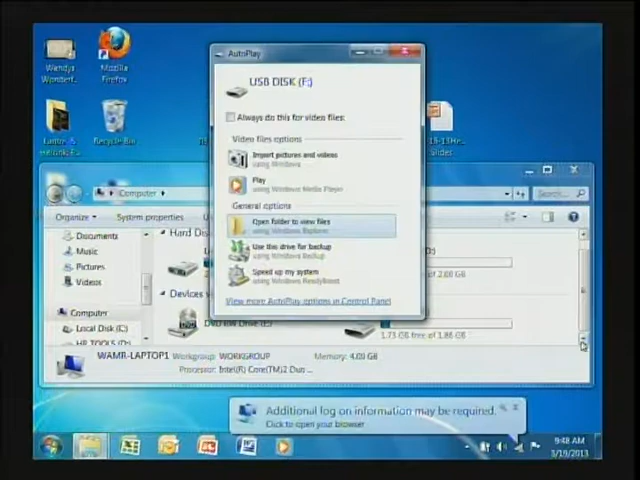 Wendys
Wonderf...
Mozilla
Firefox
Recycle Bin
AutoPlay
USB DISK (F:)
Always do this for video files:
Video files options
Import pictures and videos
using Windows
Play
using Windows Media Player
General options
Open folder to view files
using Windows Explorer
Use this drive for backup
using Windows Backup
Speed up my system
using Windows ReadyBoost
View more AutoPlay options in Control Panel
Slides
Computer
Search...
Organize
System properties
Documents
Music
Pictures
Videos
Computer
Local Disk (C:)
HP_TOOLS (D:)
Hard Di
Devices
DVD RW Drive (E:)
1.73 GB free of 1.86 GB
WAMR-LAPTOP1 Workgroup: WORKGROUP Memory: 4.00 GB
Processor: Intel(R) Core(TM)2 Duo ...
Additional log on information may be required.
Click to open your browser
9:48 AM
3/19/2013